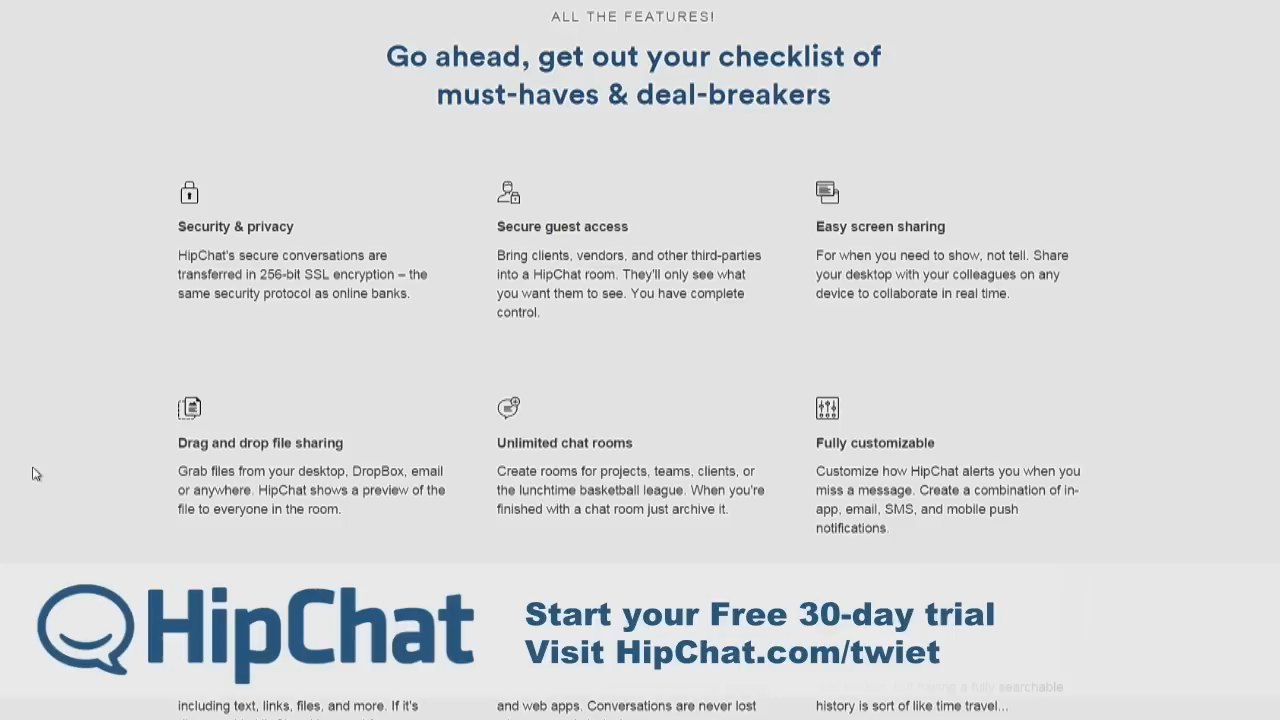 ALL THE FEATURES!
Go ahead, get out your checklist of
must-haves & deal-breakers
Security & privacy
HipChat's secure conversations are
transferred in 256-bit SSL encryption – the
same security protocol as online banks.
Secure guest access
Bring clients, vendors, and other third-parties
into a HipChat room. They'll only see what
you want them to see. You have complete
control.
Easy screen sharing
For when you need to show, not tell. Share
your desktop with your colleagues on any
device to collaborate in real time.
Drag and drop file sharing
Grab files from your desktop, DropBox, email
or anywhere. HipChat shows a preview of the
file to everyone in the room.
Unlimited chat rooms
Create rooms for projects, teams, clients, or
the lunchtime basketball league. When you're
finished with a chat room just archive it.
Fully customizable
Customize how HipChat alerts you when you
miss a message. Create a combination of in-
app, email, SMS, and mobile push
notifications.
HipChat
Start your Free 30-day trial
Visit HipChat.com/twiet
including text, links, files, and more. If it's
and web apps. Conversations are never lost
a fully searchable
history is sort of like time travel...